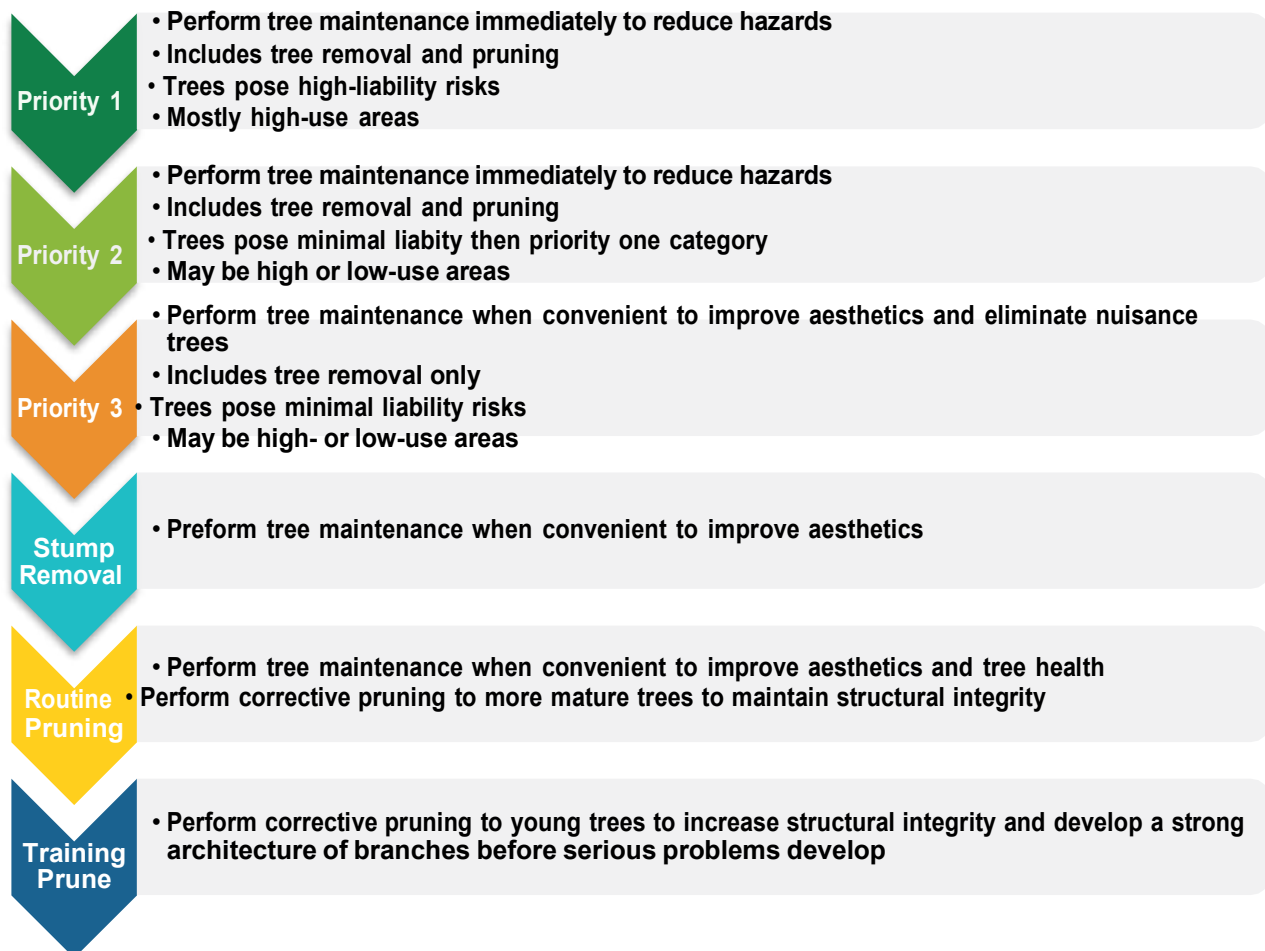 Priority 1
• Perform tree maintenance immediately to reduce hazards
• Includes tree removal and pruning
• Trees pose high-liability risks
• Mostly high-use areas
Priority 2
• Perform tree maintenance immediately to reduce hazards
• Includes tree removal and pruning
• Trees pose minimal liabity then priority one category
• May be high or low-use areas
Priority 3
• Perform tree maintenance when convenient to improve aesthetics and eliminate nuisance
trees
• Includes tree removal only
• Trees pose minimal liability risks
• May be high- or low-use areas
Stump
Removal
• Preform tree maintenance when convenient to improve aesthetics
Routine
Pruning
• Perform tree maintenance when convenient to improve aesthetics and tree health
• Perform corrective pruning to more mature trees to maintain structural integrity
Training
Prune
• Perform corrective pruning to young trees to increase structural integrity and develop a strong
architecture of branches before serious problems develop